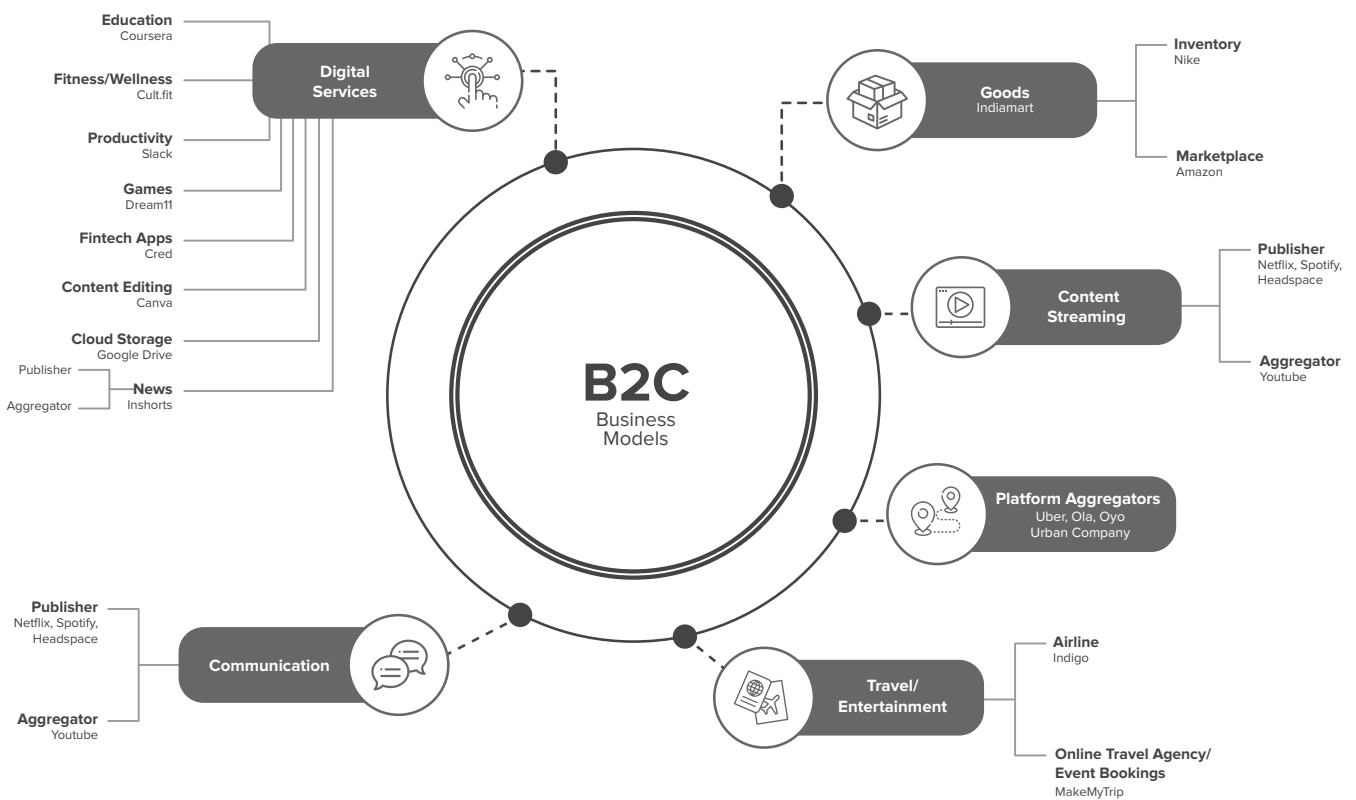 Education
Coursera
Fitness/Wellness
Cult.fit
Productivity
Slack
Games
Dream11
Fintech Apps
Cred
Content Editing
Canva
Cloud Storage
Google Drive
News
Inshorts
Publisher
Aggregator
Digital
Services
Goods
Indiamart
Inventory
Nike
Marketplace
Amazon
Content
Streaming
Publisher
Netflix, Spotify,
Headspace
Aggregator
Youtube
B2C
Business
Models
Platform Aggregators
Uber, Ola, Oyo
Urban Company
Publisher
Netflix, Spotify,
Headspace
Aggregator
Youtube
Communication
Travel/
Entertainment
Airline
Indigo
Online Travel Agency/
Event Bookings
MakeMyTrip